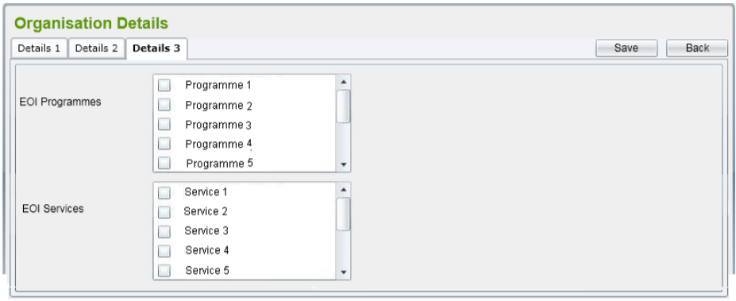 Organisation Details
Details 1 Details 2 Details 3 Save Back
EOI Programmes
Programme 1
Programme 2
Programme 3
Programme 4
Programme 5
EOI Services
Service 1
Service 2
Service 3
Service 4
Service 5